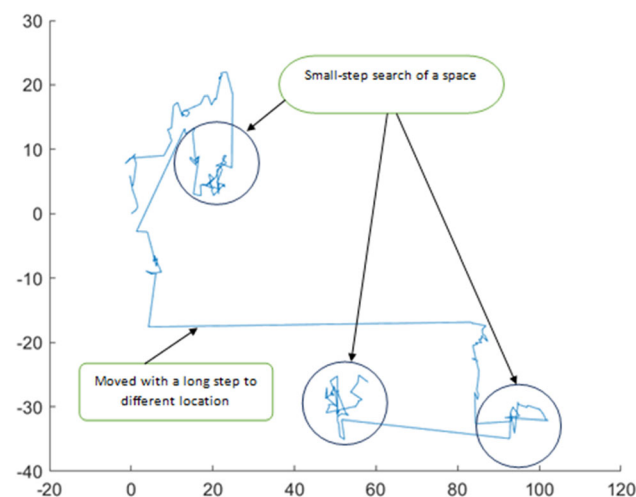 30
20
Small-step search of a space
10
0
-10
-20
Moved with a long step to
different location
-30
-40
-20 0 20 40 60 80 100 120